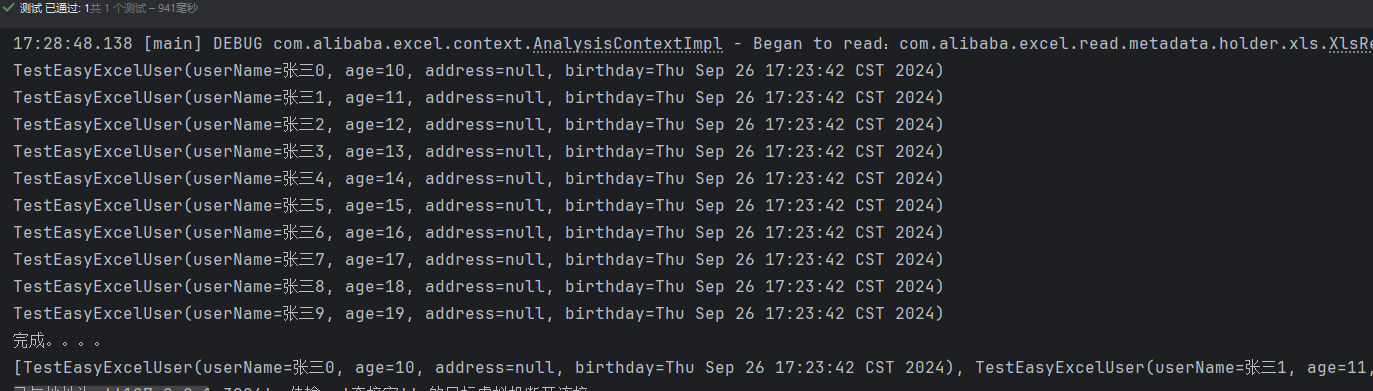 测试 已通过: 1共 1 个测试 – 941毫秒
17:28:48.138 [main] DEBUG com.alibaba.excel.context.AnalysisContextImpl - Began to read：com.alibaba.excel.read.metadata.holder.xls.XlsRe
TestEasyExcelUser(userName=张三0, age=10, address=null, birthday=Thu Sep 26 17:23:42 CST 2024)
TestEasyExcelUser(userName=张三1, age=11, address=null, birthday=Thu Sep 26 17:23:42 CST 2024)
TestEasyExcelUser(userName=张三2, age=12, address=null, birthday=Thu Sep 26 17:23:42 CST 2024)
TestEasyExcelUser(userName=张三3, age=13, address=null, birthday=Thu Sep 26 17:23:42 CST 2024)
TestEasyExcelUser(userName=张三4, age=14, address=null, birthday=Thu Sep 26 17:23:42 CST 2024)
TestEasyExcelUser(userName=张三5, age=15, address=null, birthday=Thu Sep 26 17:23:42 CST 2024)
TestEasyExcelUser(userName=张三6, age=16, address=null, birthday=Thu Sep 26 17:23:42 CST 2024)
TestEasyExcelUser(userName=张三7, age=17, address=null, birthday=Thu Sep 26 17:23:42 CST 2024)
TestEasyExcelUser(userName=张三8, age=18, address=null, birthday=Thu Sep 26 17:23:42 CST 2024)
TestEasyExcelUser(userName=张三9, age=19, address=null, birthday=Thu Sep 26 17:23:42 CST 2024)
完成。。。。
[TestEasyExcelUser(userName=张三0, age=10, address=null, birthday=Thu Sep 26 17:23:42 CST 2024), TestEasyExcelUser(userName=张三1, age=11,